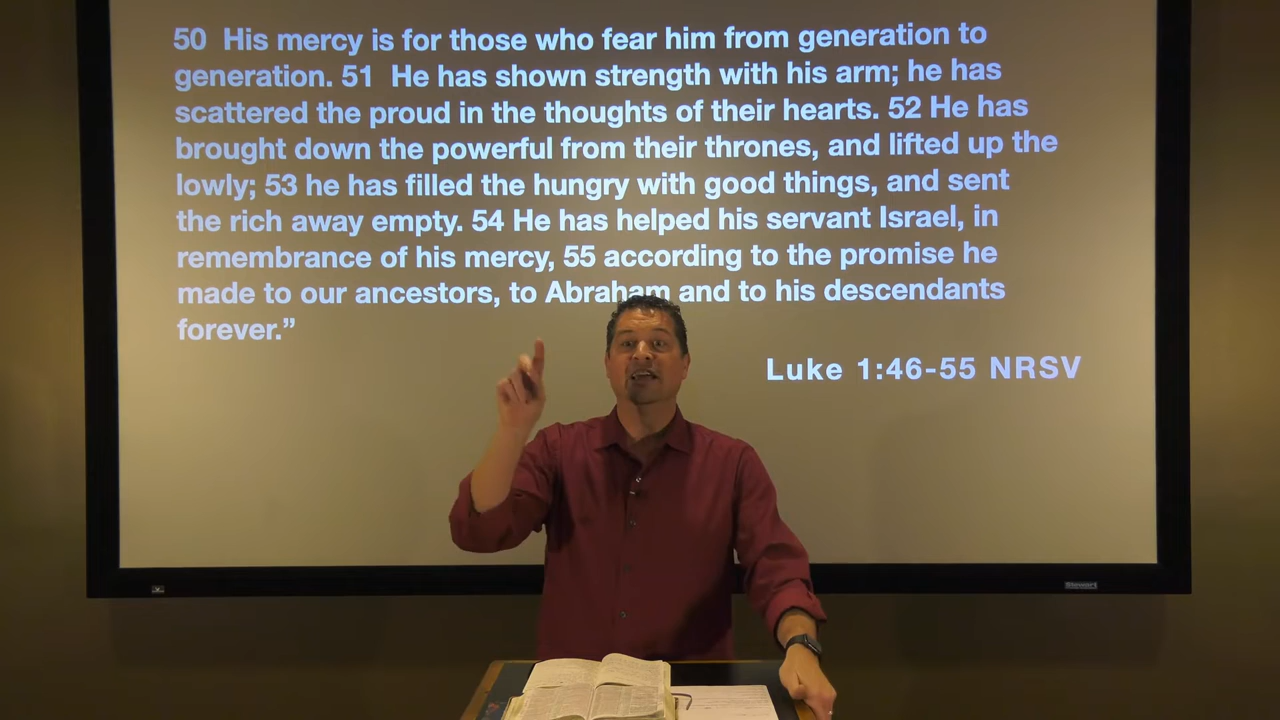 50 His mercy is for those who fear him from generation to
generation. 51 He has shown strength with his arm; he has
scattered the proud in the thoughts of their hearts. 52 He has
brought down the powerful from their thrones, and lifted up the
lowly; 53 he has filled the hungry with good things, and sent
the rich away empty. 54 He has helped his servant Israel, in
remembrance of his mercy, 55 according to the promise he
made to our ancestors, to Abraham and to his descendants
forever.”
Luke 1:46-55 NRSV
Stewart